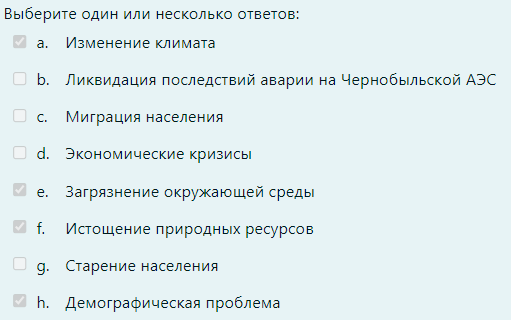 Выберите один или несколько ответов:
a. Изменение климата
b. Ликвидация последствий аварии на Чернобыльской АЭС
c. Миграция населения
d. Экономические кризисы
e. Загрязнение окружающей среды
f. Истощение природных ресурсов
g. Старение населения
h. Демографическая проблема